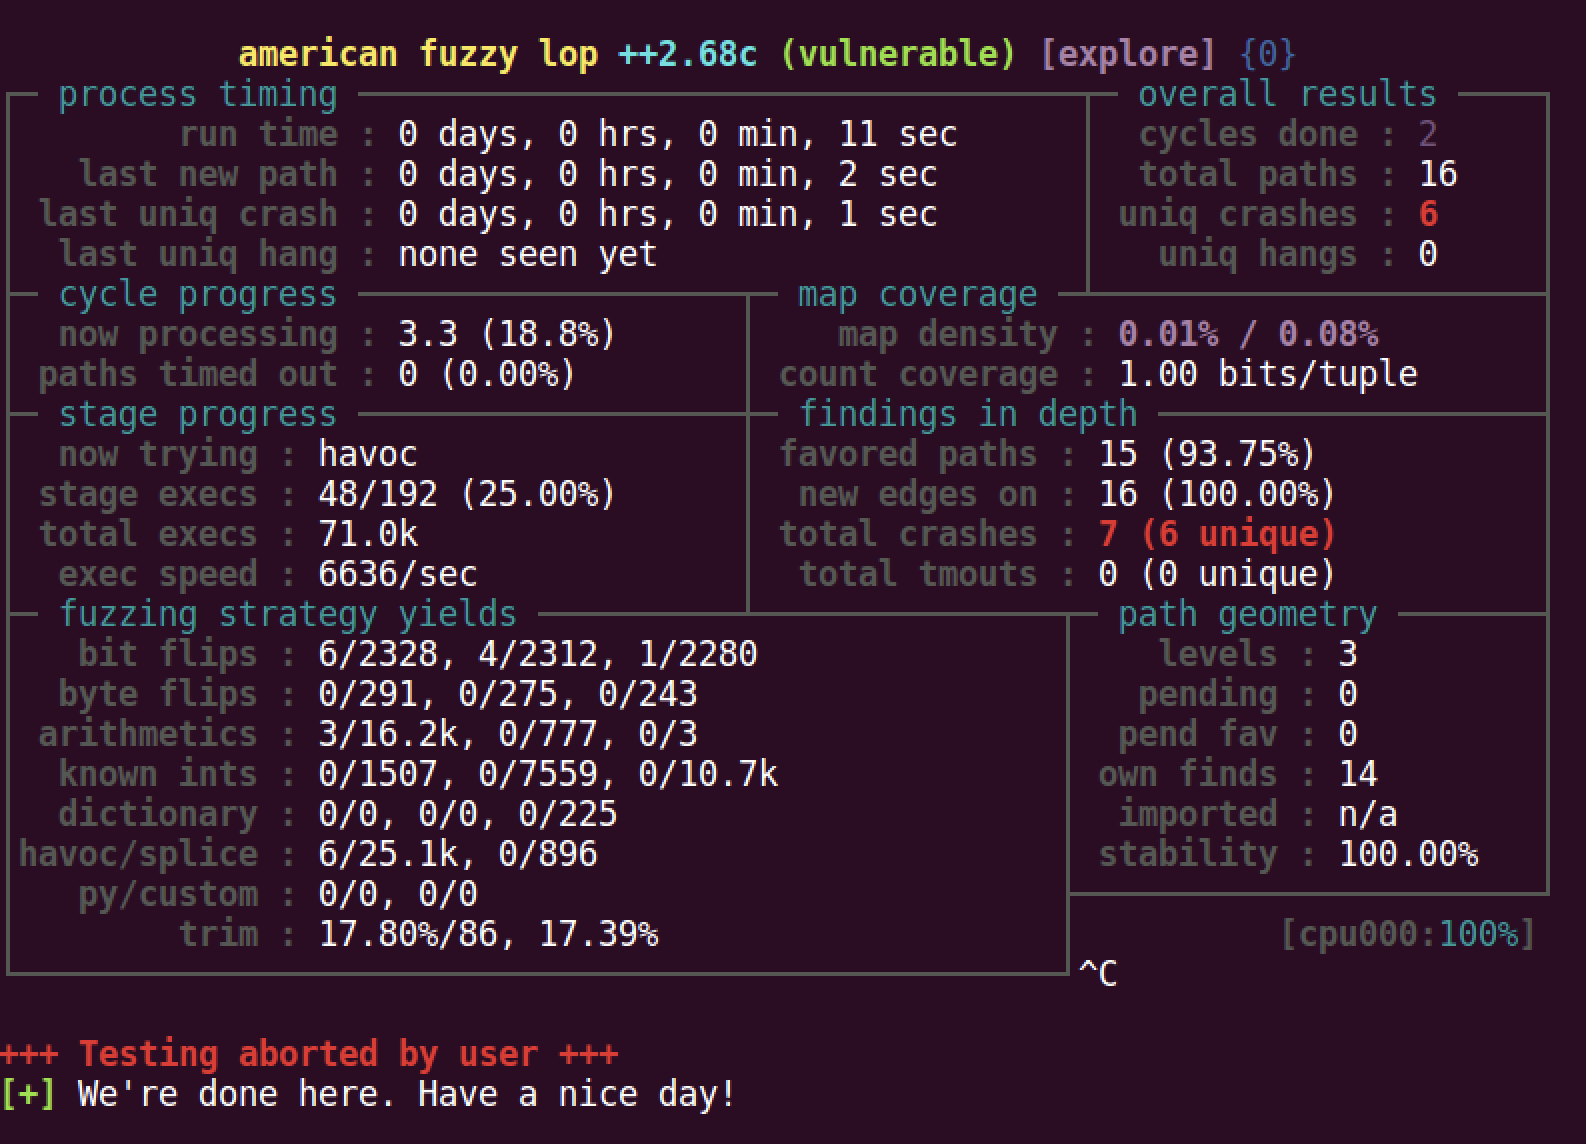 american fuzzy lop ++2.68c (vulnerable) [explore] {0}
process timing overall results
run time : 0 days, 0 hrs, 0 min, 11 sec cycles done : 2
last new path : 0 days, 0 hrs, 0 min, 2 sec total paths : 16
last uniq crash : 0 days, 0 hrs, 0 min, 1 sec uniq crashes : 6
last uniq hang : none seen yet uniq hangs : 0
cycle progress map coverage
now processing : 3.3 (18.8%) map density : 0.01% / 0.08%
paths timed out : 0 (0.00%) count coverage : 1.00 bits/tuple
stage progress findings in depth
now trying : havoc favored paths : 15 (93.75%)
stage execs : 48/192 (25.00%) new edges on : 16 (100.00%)
total execs : 71.0k total crashes : 7 (6 unique)
exec speed : 6636/sec total tmouts : 0 (0 unique)
fuzzing strategy yields path geometry
bit flips : 6/2328, 4/2312, 1/2280 levels : 3
byte flips : 0/291, 0/275, 0/243 pending : 0
arithmetics : 3/16.2k, 0/777, 0/3 pend fav : 0
known ints : 0/1507, 0/7559, 0/10.7k own finds : 14
dictionary : 0/0, 0/0, 0/225 imported : n/a
havoc/splice : 6/25.1k, 0/896 stability : 100.00%
py/custom : 0/0, 0/0
trim : 17.80%/86, 17.39% [cpu000:100%]
^C
+++ Testing aborted by user +++
[+] We're done here. Have a nice day!